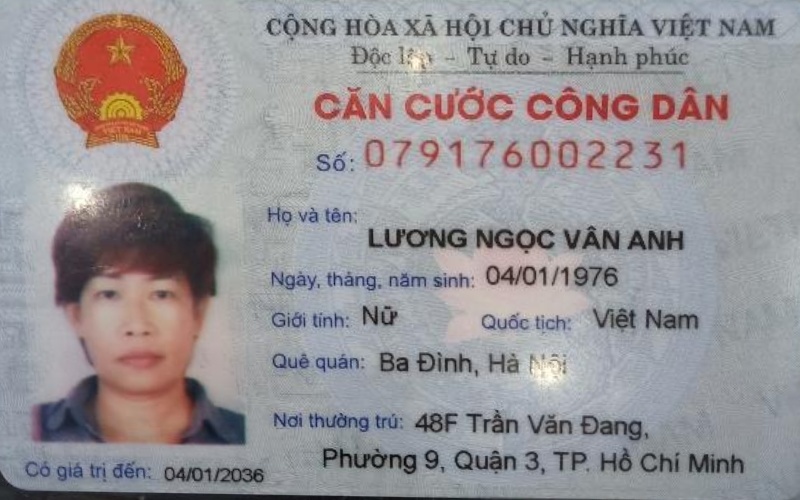 CỘNG HÒA XÃ HỘI CHỦ NGHĨA VIỆT NAM
Độc lập - Tự do - Hạnh phúc
CĂN CƯỚC CÔNG DÂN
Số: 079176002231
Họ và tên:
LƯƠNG NGỌC VÂN ANH
Ngày, tháng, năm sinh: 04/01/1976
Giới tính: Nữ Quốc tịch: Việt Nam
Quê quán: Ba Đình, Hà Nội
Nơi thường trú: 48F Trần Văn Đang,
Phường 9, Quận 3, TP. Hồ Chí Minh
Có giá trị đến: 04/01/2036
VIỆT NAM